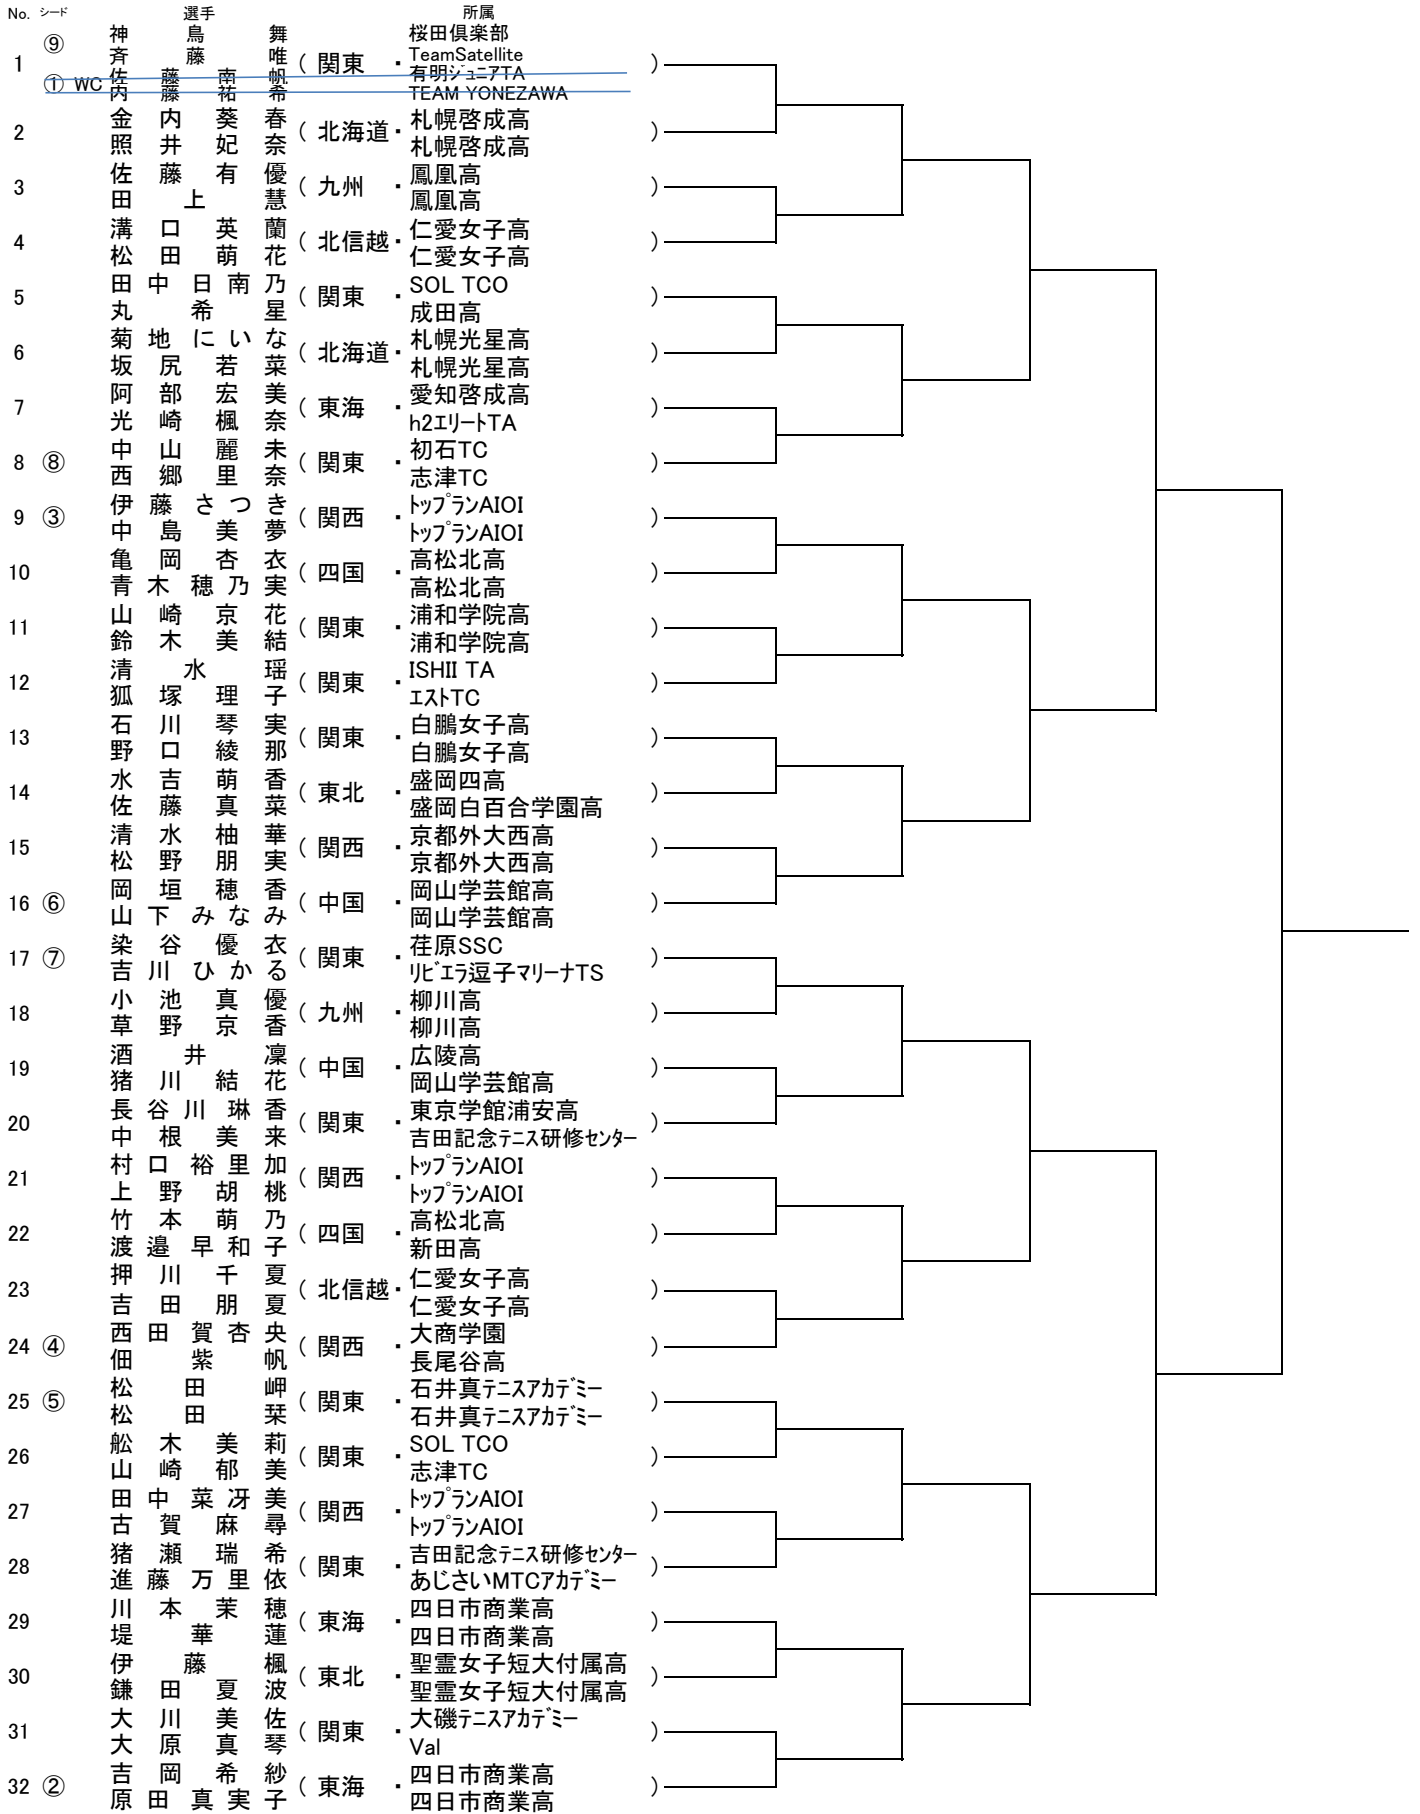 No. シード 選手 所属
⑨ 神鳥舞 桜田倶楽部
1 斉藤唯 ( 関東 ・ TeamSatellite )
① WC 佐藤南帆 有明ジュニアTA
内藤祐希 TEAM YONEZAWA
金内葵春 札幌啓成高
2 ( 北海道・ )
照井妃奈 札幌啓成高
佐藤有優 鳳凰高
3 ( 九州 ・ )
田上慧 鳳凰高
溝口英蘭 仁愛女子高
4 ( 北信越・ )
松田萌花 仁愛女子高
田中日南乃 SOL TCO
5 ( 関東 ・ )
丸希星 成田高
菊地にいな 札幌光星高
6 ( 北海道・ )
坂尻若菜 札幌光星高
阿部宏美 愛知啓成高
7 ( 東海 ・ )
光崎楓奈 h2エリートTA
中山麗未 初石TC
8 ⑧ ( 関東 ・ )
西郷里奈 志津TC
伊藤さつき トップランAIOI
9 ③ ( 関西 ・ )
中島美夢 トップランAIOI
亀岡杏衣 高松北高
10 ( 四国 ・ )
青木穂乃実 高松北高
山崎京花 浦和学院高
11 ( 関東 ・ )
鈴木美結 浦和学院高
清水瑶 ISHII TA
12 ( 関東 ・ )
狐塚理子 エストTC
石川琴実 白鵬女子高
13 ( 関東 ・ )
野口綾那 白鵬女子高
水吉萌香 盛岡四高
14 ( 東北 ・ )
佐藤真菜 盛岡白百合学園高
清水柚華 京都外大西高
15 ( 関西 ・ )
松野朋実 京都外大西高
岡垣穂香 岡山学芸館高
16 ⑥ ( 中国 ・ )
山下みなみ 岡山学芸館高
染谷優衣 荏原SSC
17 ⑦ ( 関東 ・ )
吉川ひかる リビエラ逗子マリーナTS
小池真優 柳川高
18 ( 九州 ・ )
草野京香 柳川高
酒井凜 広陵高
19 ( 中国 ・ )
猪川結花 岡山学芸館高
長谷川琳香 東京学館浦安高
20 ( 関東 ・ )
中根美来 吉田記念テニス研修センター
村口裕里加 トップランAIOI
21 ( 関西 ・ )
上野胡桃 トップランAIOI
竹本萌乃 高松北高
22 ( 四国 ・ )
渡邉早和子 新田高
押川千夏 仁愛女子高
23 ( 北信越・ )
吉田朋夏 仁愛女子高
西田賀杏央 大商学園
24 ④ ( 関西 ・ )
佃紫帆 長尾谷高
松田岬 石井真テニスアカデミー
25 ⑤ ( 関東 ・ )
松田栞 石井真テニスアカデミー
舩木美莉 SOL TCO
26 ( 関東 ・ )
山崎郁美 志津TC
田中菜冴美 トップランAIOI
27 ( 関西 ・ )
古賀麻尋 トップランAIOI
猪瀬瑞希 吉田記念テニス研修センター
28 ( 関東 ・ )
進藤万里依 あじさいMTCアカデミー
川本茉穂 四日市商業高
29 ( 東海 ・ )
堤華蓮 四日市商業高
伊藤楓 聖霊女子短大付属高
30 ( 東北 ・ )
鎌田夏波 聖霊女子短大付属高
大川美佐 大磯テニスアカデミー
31 ( 関東 ・ )
大原真琴 Val
吉岡希紗 四日市商業高
32 ② ( 東海 ・ )
原田真実子 四日市商業高